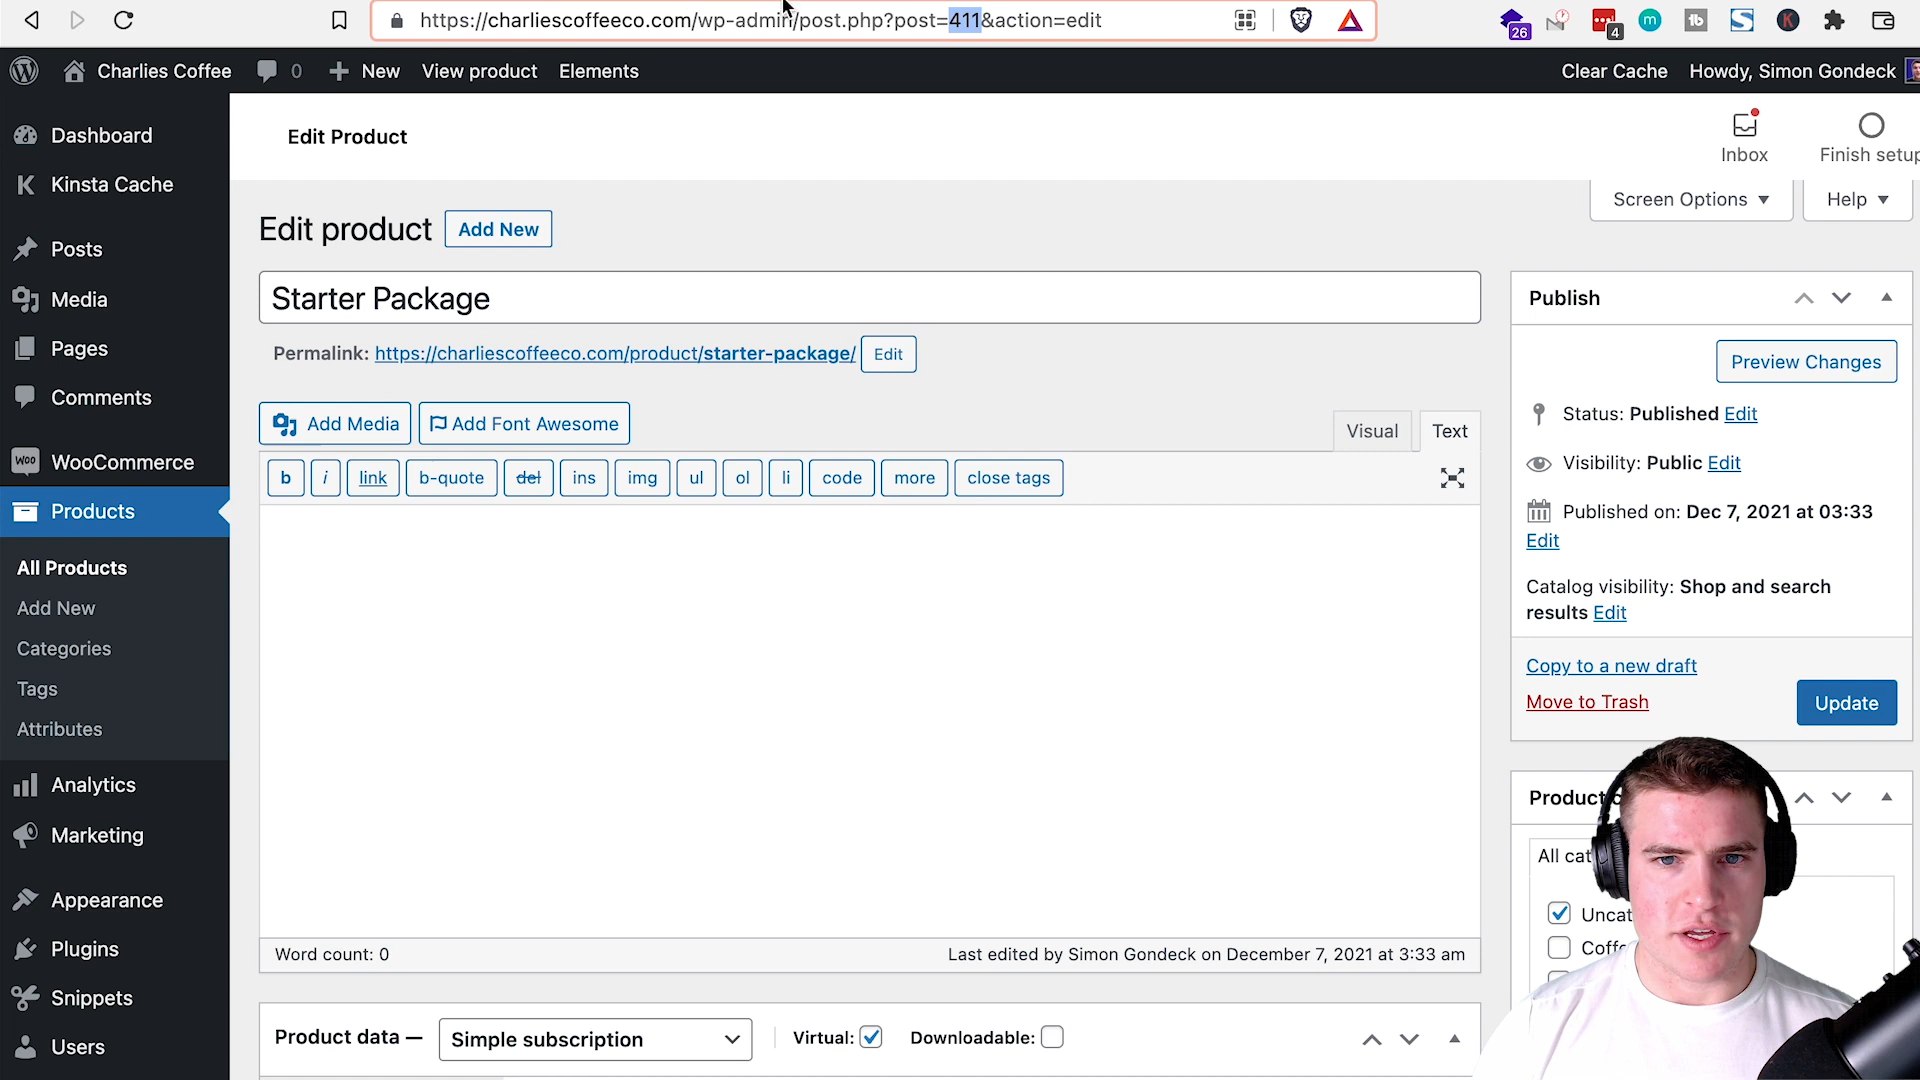 https://charliescoffeeco.com/wp-admin/post.php?post=411&action=edit
26
4
m
tb
S
K
Charlies Coffee
0
New
View product
Elements
Clear Cache
Howdy, Simon Gondeck
Dashboard
Kinsta Cache
Posts
Media
Pages
Comments
WooCommerce
Products
All Products
Add New
Categories
Tags
Attributes
Analytics
Marketing
Appearance
Plugins
Snippets
Users
Edit Product
Inbox
Finish setup
Screen Options
Help
Edit product
Add New
Starter Package
Permalink: https://charliescoffeeco.com/product/starter-package/ Edit
Add Media
Add Font Awesome
Visual
Text
b
i
link
b-quote
del
ins
img
ul
ol
li
code
more
close tags
Word count: 0
Last edited by Simon Gondeck on December 7, 2021 at 3:33 am
Product data —
Simple subscription
Virtual:
Downloadable:
Publish
Preview Changes
Status: Published Edit
Visibility: Public Edit
Published on: Dec 7, 2021 at 03:33
Edit
Catalog visibility: Shop and search
results Edit
Copy to a new draft
Move to Trash
Update
Product c
All cat
Uncat
Coff